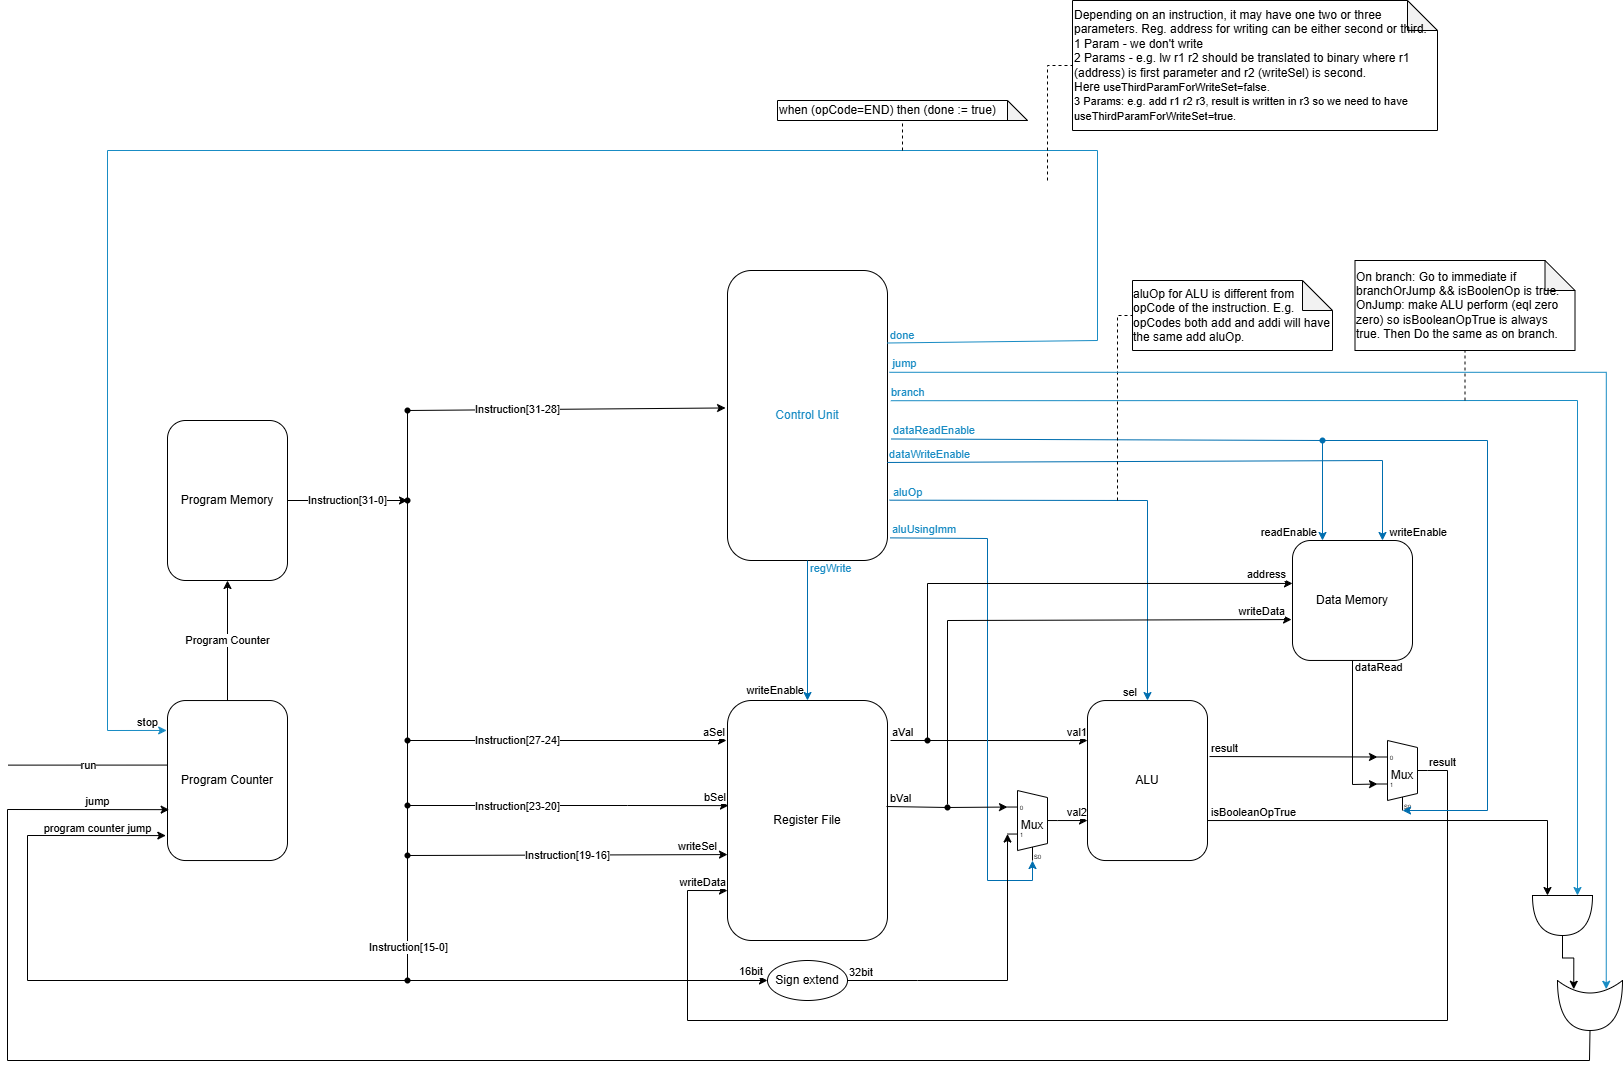 Depending on an instruction, it may have one two or three
parameters. Reg. address for writing can be either second or third.
1 Param - we don't write
2 Params - e.g. lw r1 r2 should be translated to binary where r1
(address) is first parameter and r2 (writeSel) is second.
Here useThirdParamForWriteSet=false.
3 Params: e.g. add r1 r2 r3, result is written in r3 so we need to have
useThirdParamForWriteSet=true.
when (opCode=END) then (done := true)
aluOp for ALU is different from
opCode of the instruction. E.g.
opCodes both add and addi will have
the same add aluOp.
On branch: Go to immediate if
branchOrJump && isBoolenOp is true.
OnJump: make ALU perform (eql zero
zero) so isBooleanOpTrue is always
true. Then Do the same as on branch.
done
jump
branch
dataReadEnable
dataWriteEnable
aluOp
aluUsingImm
Control Unit
regWrite
Instruction[31-28]
Program Memory
Instruction[31-0]
Program Counter
readEnable
writeEnable
address
writeData
Data Memory
dataRead
stop
run
Program Counter
jump
program counter jump
writeEnable
Instruction[27-24]
aSel
Instruction[23-20]
bSel
Instruction[19-16]
writeSel
writeData
Register File
aVal
bVal
Instruction[15-0]
16bit
Sign extend
32bit
0
Mux
1
S0
sel
val1
val2
ALU
result
isBooleanOpTrue
0
Mux
1
S0
result